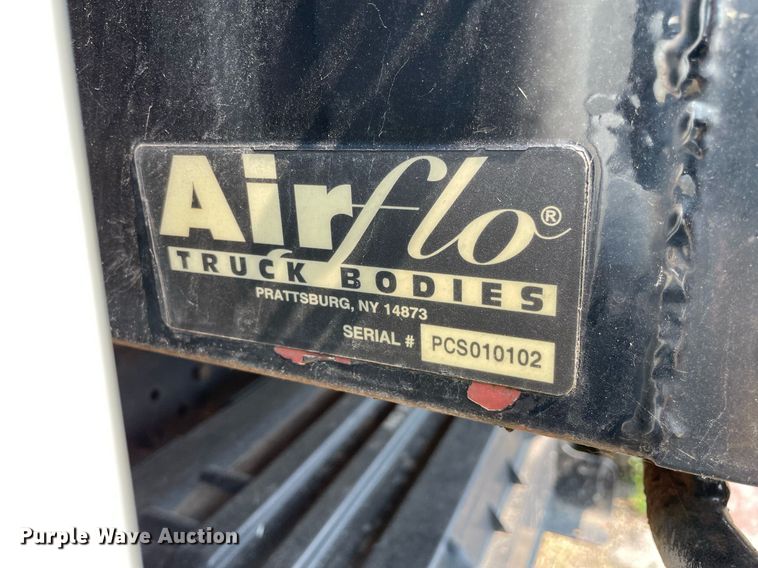 Airflo®
TRUCK BODIES
PRATTSBURG, NY 14873
SERIAL # PCS010102
Purple Wave Auction®